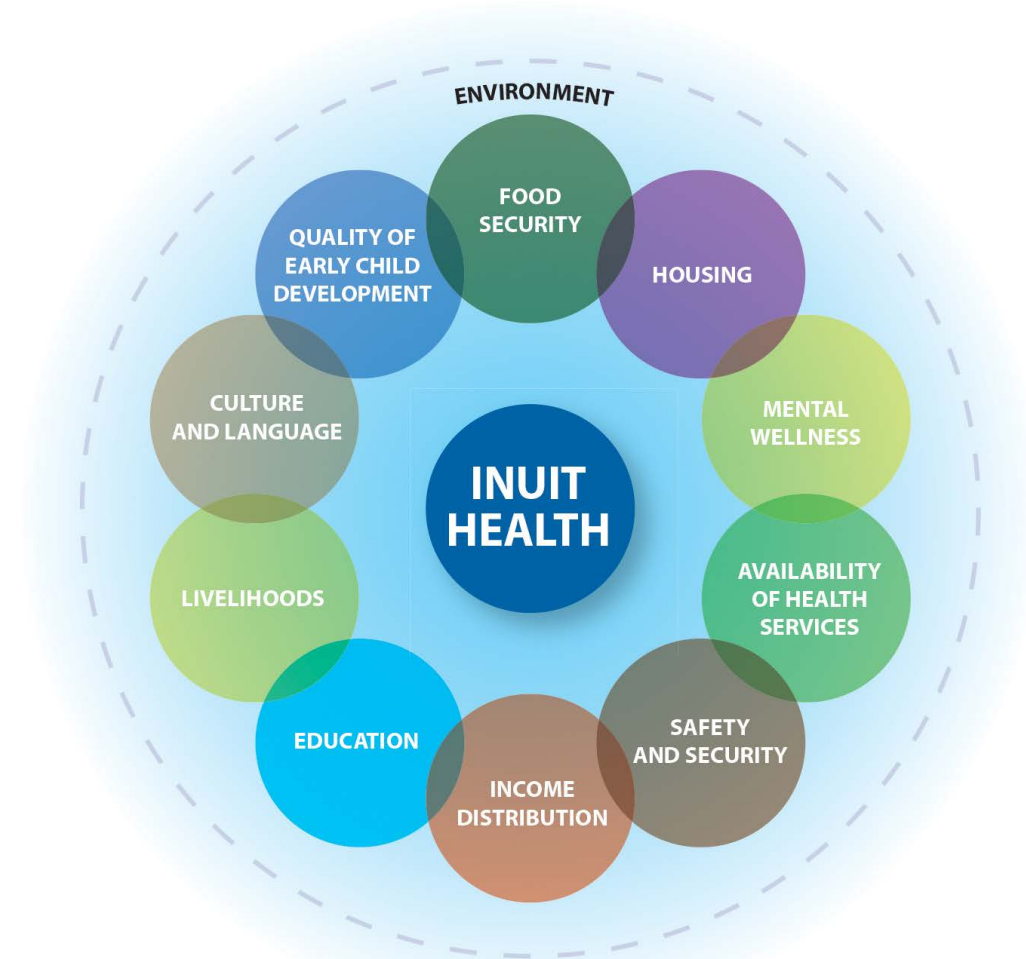 ENVIRONMENT
FOOD
SECURITY
HOUSING
MENTAL
WELLNESS
AVAILABILITY
OF HEALTH
SERVICES
SAFETY
AND SECURITY
INCOME
DISTRIBUTION
EDUCATION
LIVELIHOODS
CULTURE
AND LANGUAGE
QUALITY OF
EARLY CHILD
DEVELOPMENT
INUIT
HEALTH